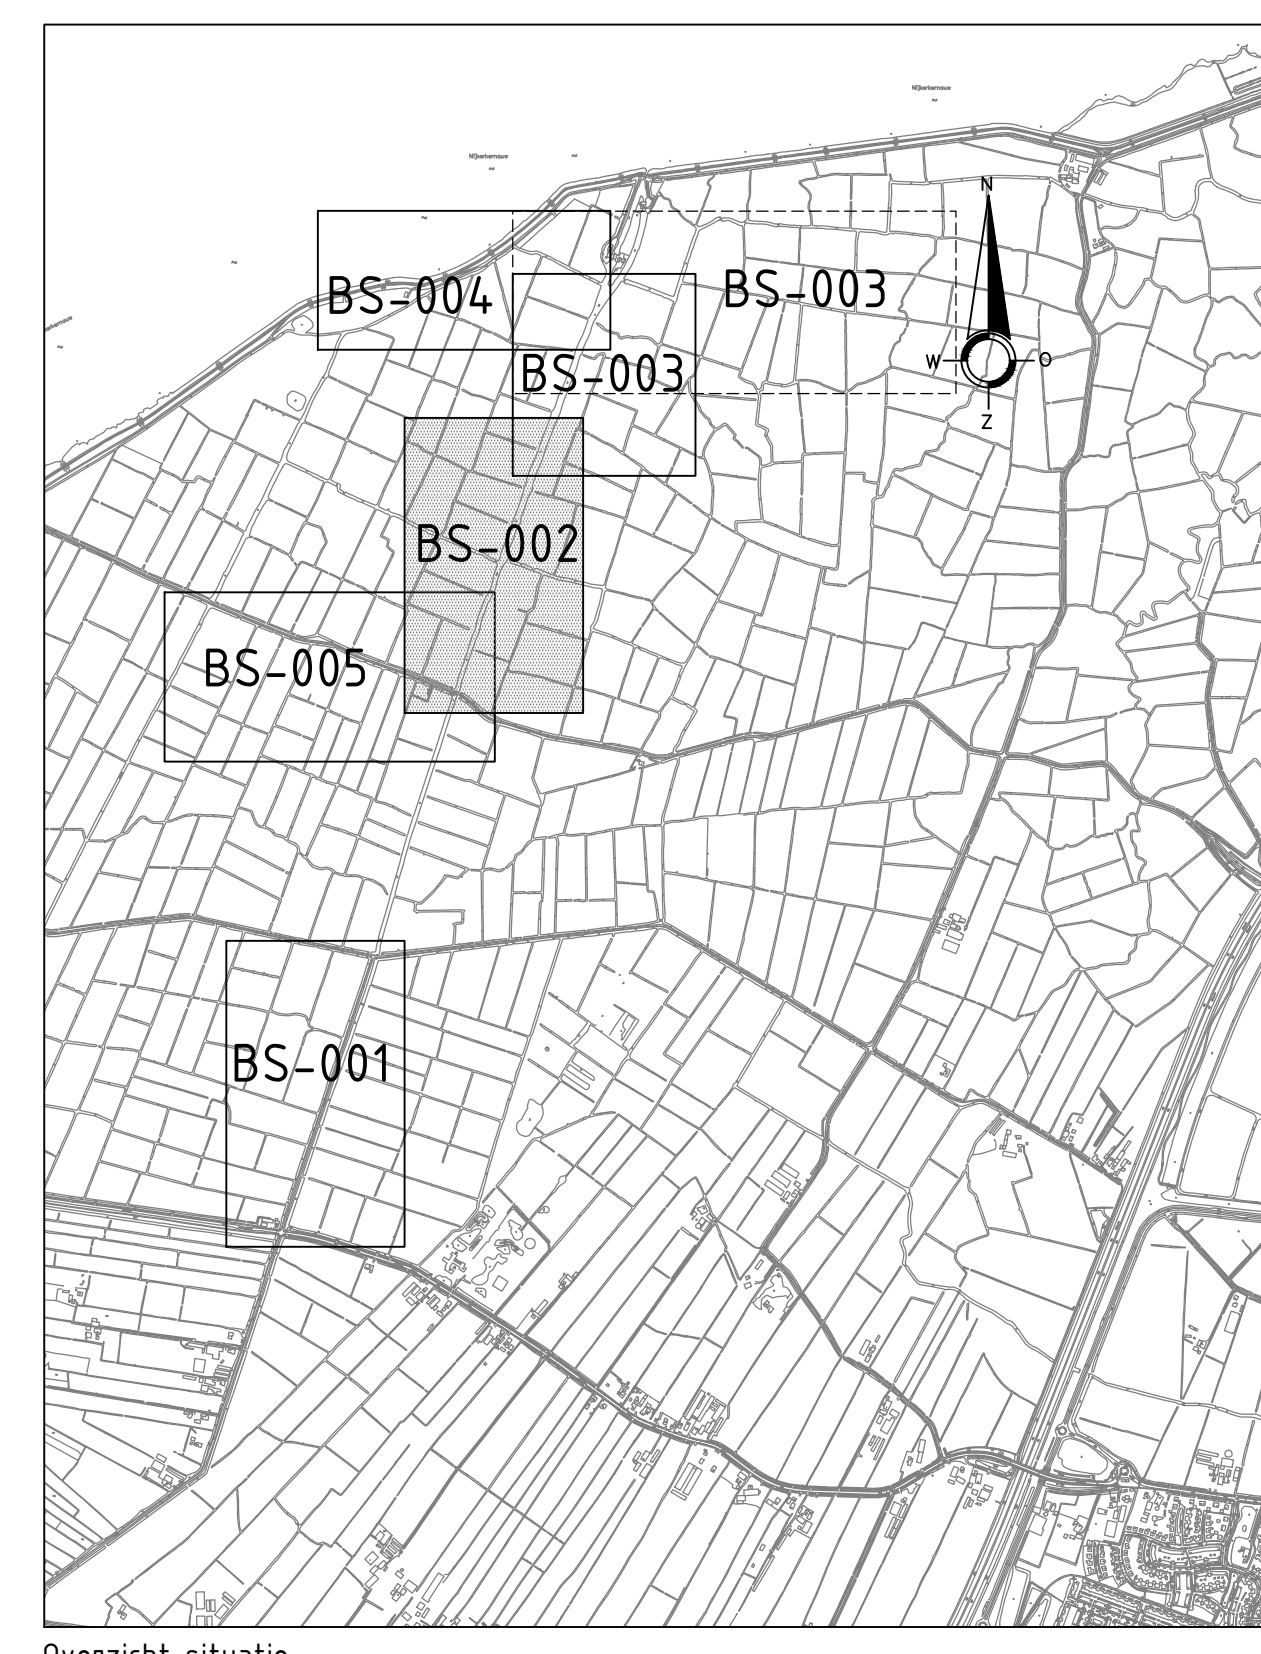 Nijkerkernauw
Nijkerkernauw
N
BS-004
BS-003
W
O
BS-003
Z
BS-002
BS-005
BS-001
Overzicht situatie